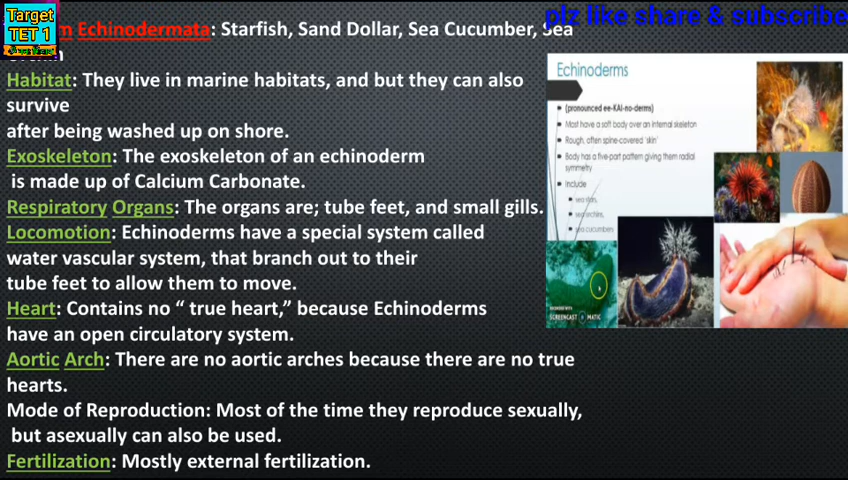 Target
TET 1
plz like share & subscribe
Echinodermata: Starfish, Sand Dollar, Sea Cucumber, Sea
Habitat: They live in marine habitats, and but they can also
survive
after being washed up on shore.
Exoskeleton: The exoskeleton of an echinoderm
is made up of Calcium Carbonate.
Respiratory Organs: The organs are; tube feet, and small gills.
Locomotion: Echinoderms have a special system called
water vascular system, that branch out to their
tube feet to allow them to move.
Heart: Contains no “ true heart,” because Echinoderms
have an open circulatory system.
Aortic Arch: There are no aortic arches because there are no true
hearts.
Mode of Reproduction: Most of the time they reproduce sexually,
but asexually can also be used.
Fertilization: Mostly external fertilization.
Echinoderms
(pronounced ee-KAI-no-derms)
Most have a soft body over an internal skeleton
Rough, often spine-covered 'skin'
Body has a five-part pattern giving them radial
symmetry
Include
sea stars,
sea urchins,
sea cucumbers
RECORDED WITH
SCREENCAST MATIC